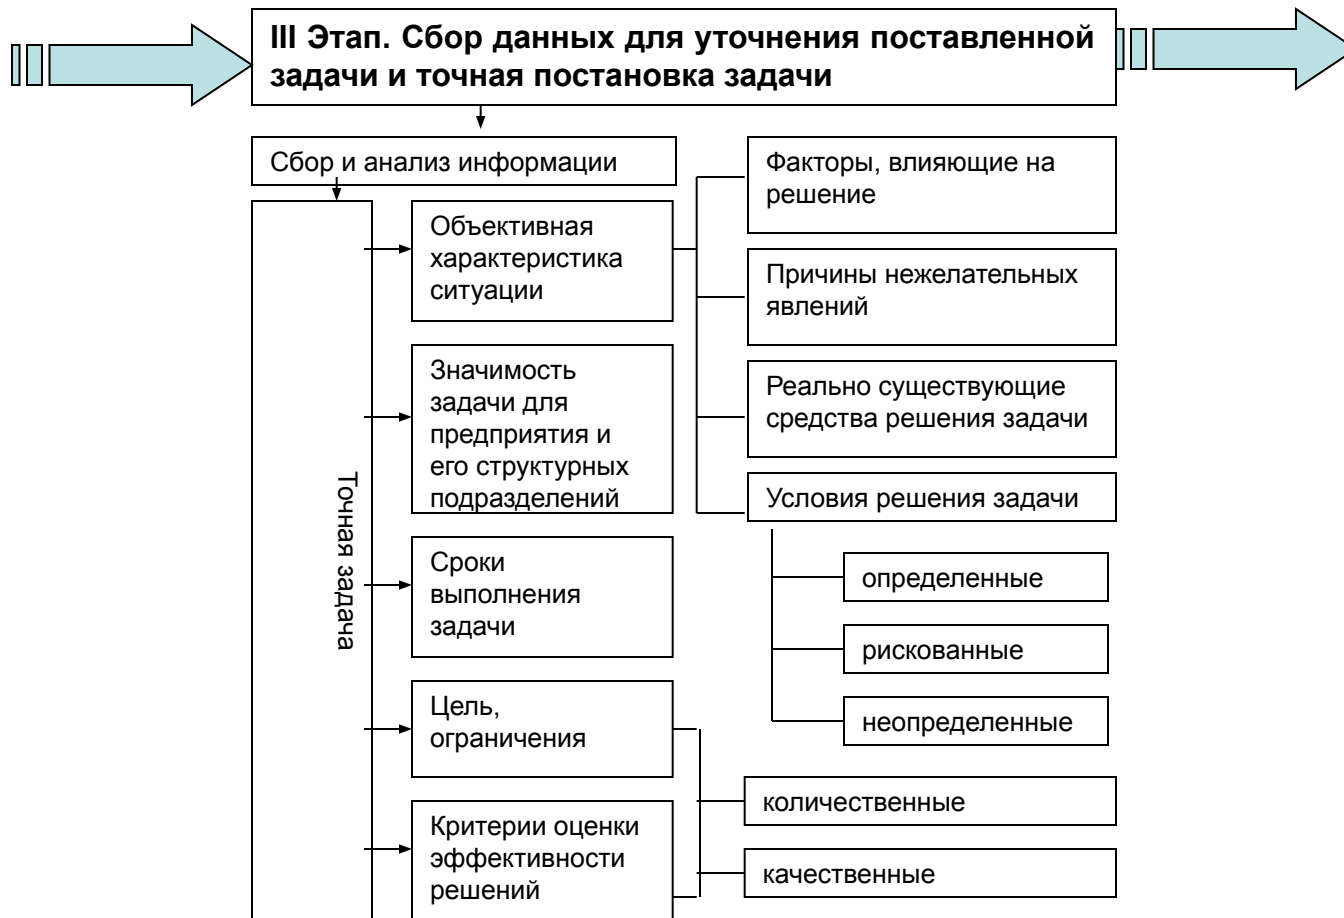 III Этап. Сбор данных для уточнения поставленной
задачи и точная постановка задачи
Сбор и анализ информации
Точная задача
Объективная
характеристика
ситуации
Значимость
задачи для
предприятия и
его структурных
подразделений
Сроки
выполнения
задачи
Цель,
ограничения
Критерии оценки
эффективности
решений
Факторы, влияющие на
решение
Причины нежелательных
явлений
Реально существующие
средства решения задачи
Условия решения задачи
определенные
рискованные
неопределенные
количественные
качественные